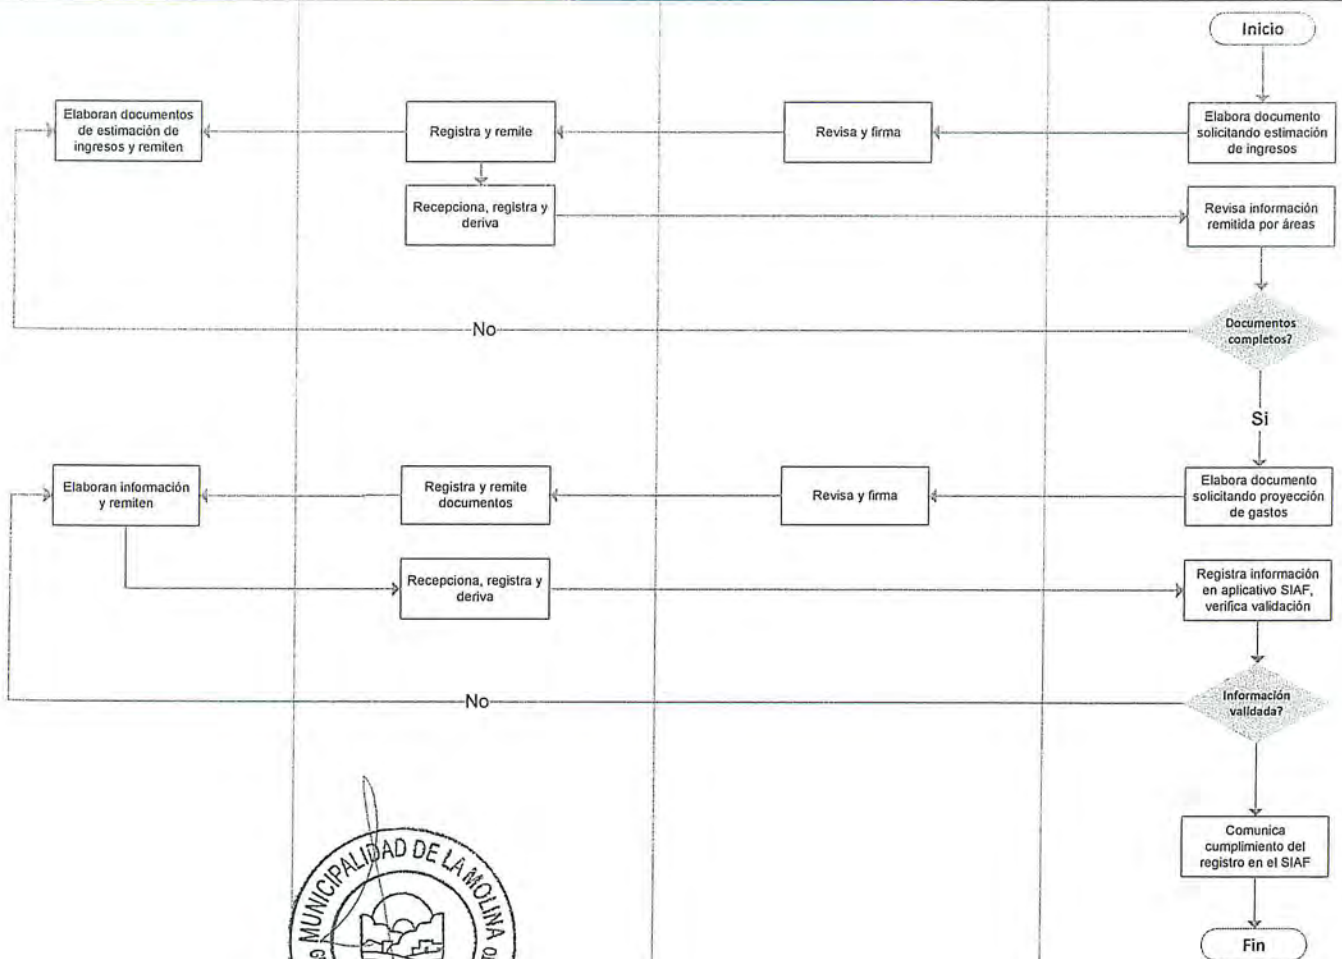 Inicio
Elaboran documentos
de estimación de
ingresos y remiten
Registra y remite
Revisa y firma
Elabora documento
solicitando estimación
de ingresos
Recepciona, registra y
deriva
Revisa información
remitida por áreas
No
Documentos
completos?
Si
Elaboran información
y remiten
Registra y remite
documentos
Revisa y firma
Elabora documento
solicitando proyección
de gastos
Recepciona, registra y
deriva
Registra información
en aplicativo SIAF,
verifica validación
No
Información
validada?
Comunica
cumplimiento del
registro en el SIAF
MUNICIPALIDAD DE LA MOLINA
Fin